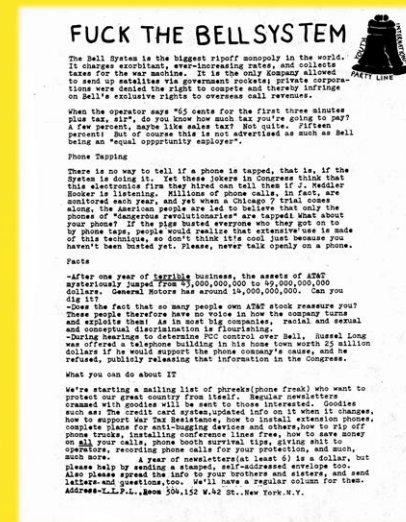 FUCK THE BELL SYSTEM
YOUTH INTERNATIONAL
PARTY LINE
The Bell System is the biggest ripoff monopoly in the world.
It charges exorbitant, ever-increasing rates, and collects
taxes for the war machine.  It is the only Kompany allowed
to send up satelites via government rockets; private corpora-
tions were denied the right to compete and thereby infringe
on Bell's exclusive rights to overseas call revenues.
When the operator says "65 cents for the first three minutes
plus tax, sir", do you know how much tax you're going to pay?
A few percent, maybe like sales tax?  Not quite.  Fifteen
percent!  But of course this is not advertised as much as Bell
being an "equal oppprtunity employer".
Phone Tapping
There is no way to tell if a phone is tapped, that is, if the
System is doing it.  Yet these jokers in Congress think that
this electronics firm they hired can tell them if J. Meddler
Hooker is listening.  Millions of phone calls, in fact, are
monitored each year, and yet when a Chicago 7 trial comes
along, the American people are led to believe that only the
phones of "dangerous revolutionaries" are tapped! What about
your phone?  If the pigs busted everyone who they got on to
by phone taps, people would realize that extensive use is made
of this technique, so don't think it's cool just because you
haven't been busted yet. Please, never talk openly on a phone.
Facts
-After one year of terrible business, the assets of AT&T
mysteriously jumped from 43,000,000,000 to 49,000,000,000
dollars.  General Motors has around 14,000,000,000.  Can you
dig it?
-Does the fact that so many people own AT&T stock reassure you?
These people therefore have no voice in how the company turns
and exploits them!  As in most big companies,  racial and sexual
and conceptual discrimination is flourishing.
-During hearings to determine FCC control over Bell,  Russel Long
was offered a telephone building in his home town worth 25 million
dollars if he would support the phone company's cause, and he
refused, publicly releasing that information in the Congress.
What you can do about IT
We're starting a mailing list of phreeks(phone freak) who want to
protect our great country from itself.  Regular newsletters
crammed with goodies will be sent to those interested.  Goodies
such as: The credit card system,updated info on it when it changes,
how to support War Tax Resistance, how to install extension phones,
complete plans for anti-bugging devices and others,how to rip off
phone trucks, installing conference lines free, how to save money
on all your calls, phone booth survival tips, giving shit to
operators, recording phone calls for your protection, and much,
much more.      A year of newsletters(at least 6) is a dollar, but
please help by sending a stamped, self-addressed envelope too.
Also please spread the info to your brothers and sisters, and send
letters and questions,too.  We'll have a regular column for them.
Address-Y.I.P.L.,Room 504,152 W.42 St.,New York.N.Y.